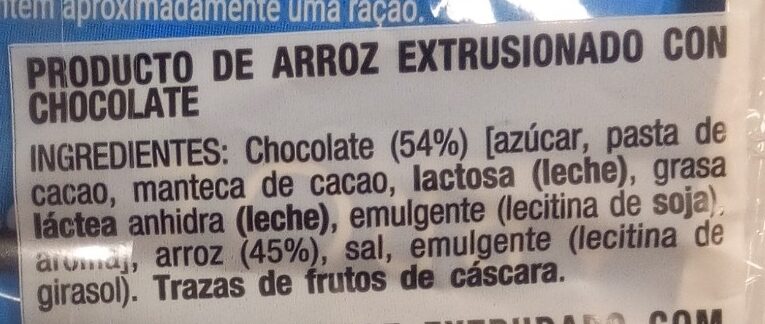 ntém aproximadamente uma ração.
PRODUCTO DE ARROZ EXTRUSIONADO CON
CHOCOLATE
INGREDIENTES: Chocolate (54%) [azúcar, pasta de
cacao, manteca de cacao, lactosa (leche), grasa
láctea anhidra (leche), emulgente (lecitina de soja),
aroma], arroz (45%), sal, emulgente (lecitina de
girasol). Trazas de frutos de cáscara.
COM